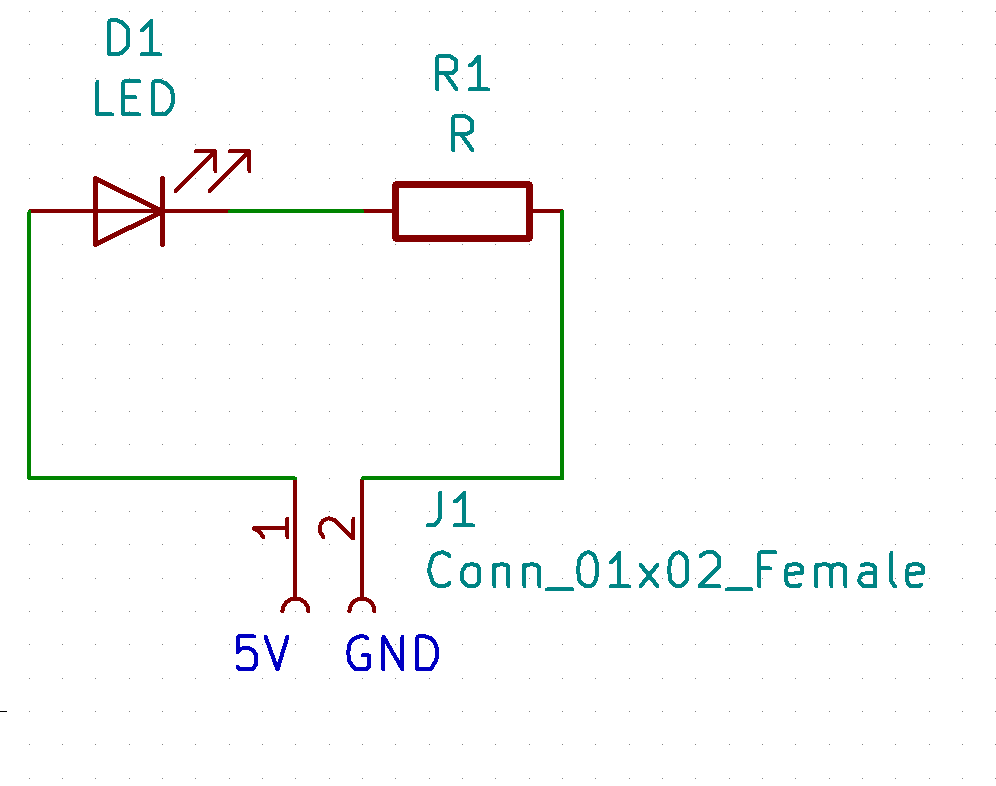 D1
LED
R1
R
1
2
J1
Conn_01x02_Female
5V
GND